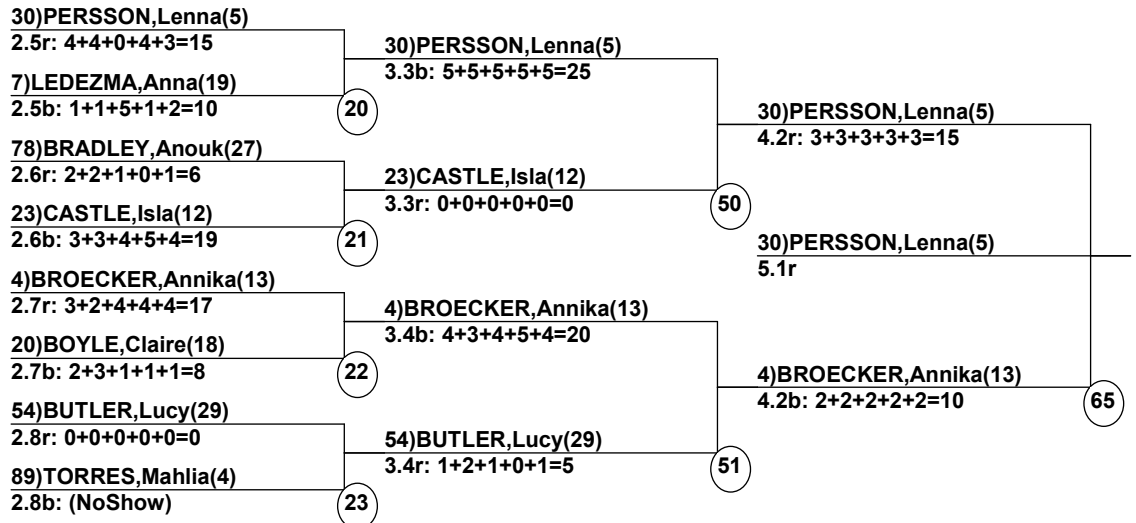 30)PERSSON,Lenna(5)
2.5r: 4+4+0+4+3=15
7)LEDEZMA,Anna(19)
2.5b: 1+1+5+1+2=10
20
78)BRADLEY,Anouk(27)
2.6r: 2+2+1+0+1=6
23)CASTLE,Isla(12)
2.6b: 3+3+4+5+4=19
21
4)BROECKER,Annika(13)
2.7r: 3+2+4+4+4=17
20)BOYLE,Claire(18)
2.7b: 2+3+1+1+1=8
22
54)BUTLER,Lucy(29)
2.8r: 0+0+0+0+0=0
89)TORRES,Mahlia(4)
2.8b: (NoShow)
23
30)PERSSON,Lenna(5)
3.3b: 5+5+5+5+5=25
23)CASTLE,Isla(12)
3.3r: 0+0+0+0+0=0
50
4)BROECKER,Annika(13)
3.4b: 4+3+4+5+4=20
54)BUTLER,Lucy(29)
3.4r: 1+2+1+0+1=5
51
30)PERSSON,Lenna(5)
4.2r: 3+3+3+3+3=15
30)PERSSON,Lenna(5)
5.1r
4)BROECKER,Annika(13)
4.2b: 2+2+2+2+2=10
65